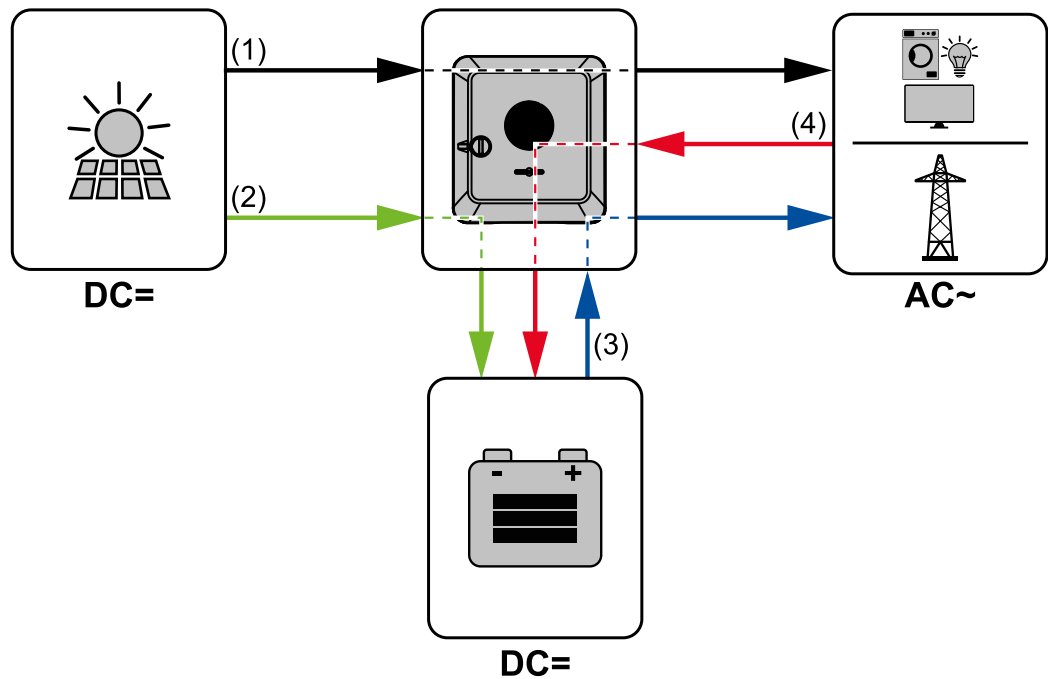 (1)
(4)
(2)
DC=
AC~
(3)
- +
DC=